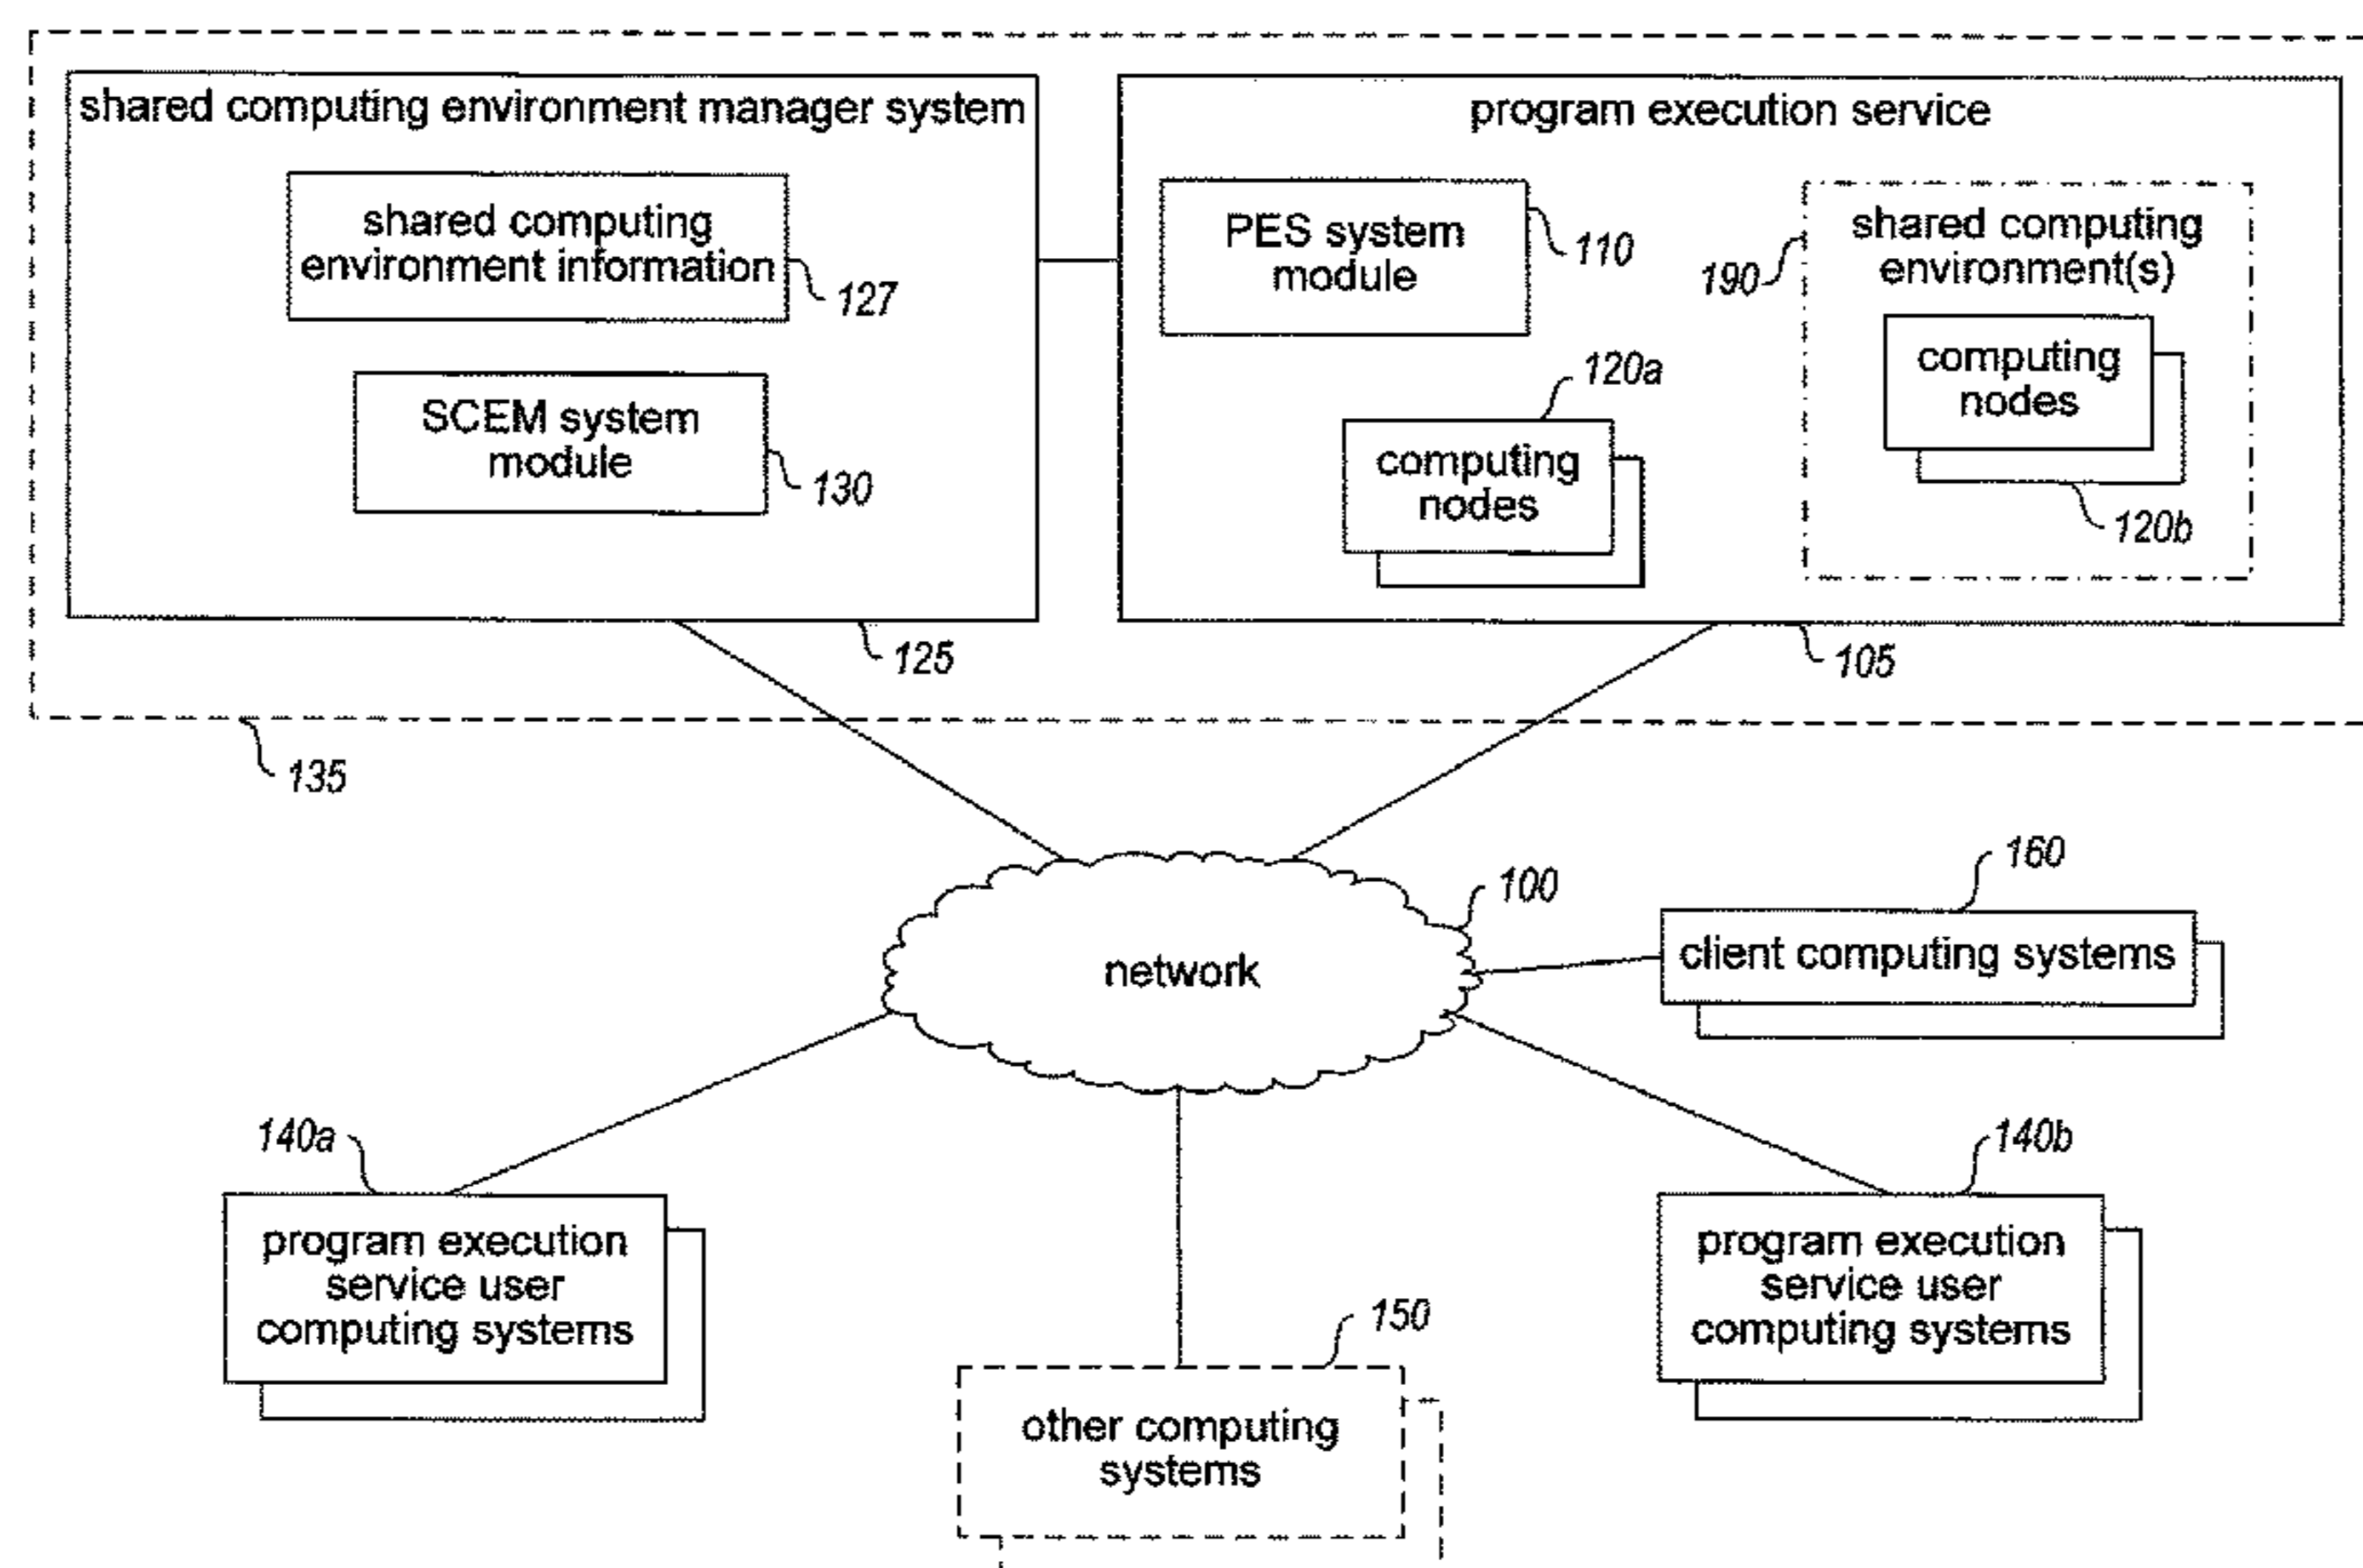 shared computing environment manager system
shared computing
environment information
127
SCEM system
module
130
125
program execution service
PES system
module
110
190
shared computing
environment(s)
computing
nodes
120b
120a
computing
nodes
105
135
100
network
160
client computing systems
140a
program execution
service user
computing systems
150
other computing
systems
140b
program execution
service user
computing systems